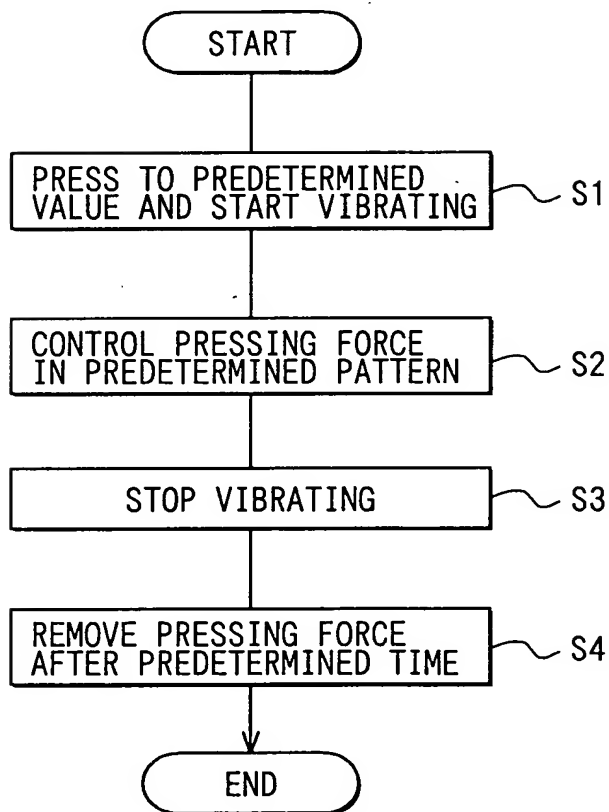 START
PRESS TO PREDETERMINED
VALUE AND START VIBRATING
S1
CONTROL PRESSING FORCE
IN PREDETERMINED PATTERN
S2
STOP VIBRATING
S3
REMOVE PRESSING FORCE
AFTER PREDETERMINED TIME
S4
END